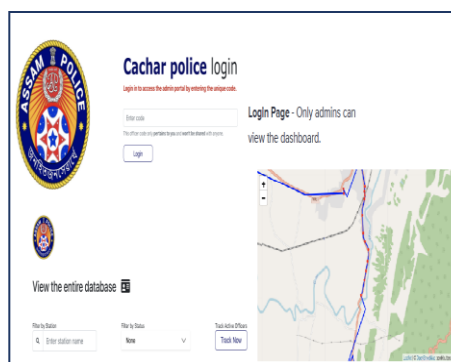 ASSAM POLICE
Cachar police login
Login in to access the admin portal by entering the unique code.
Enter code
This officer code only pertains to you and won't be shared with anyone.
Login
Login Page - Only admins can
view the dashboard.
+
−
View the entire database
Filter by Station
Enter station name
Filter by Status
None
Track Active Officers
Track Now